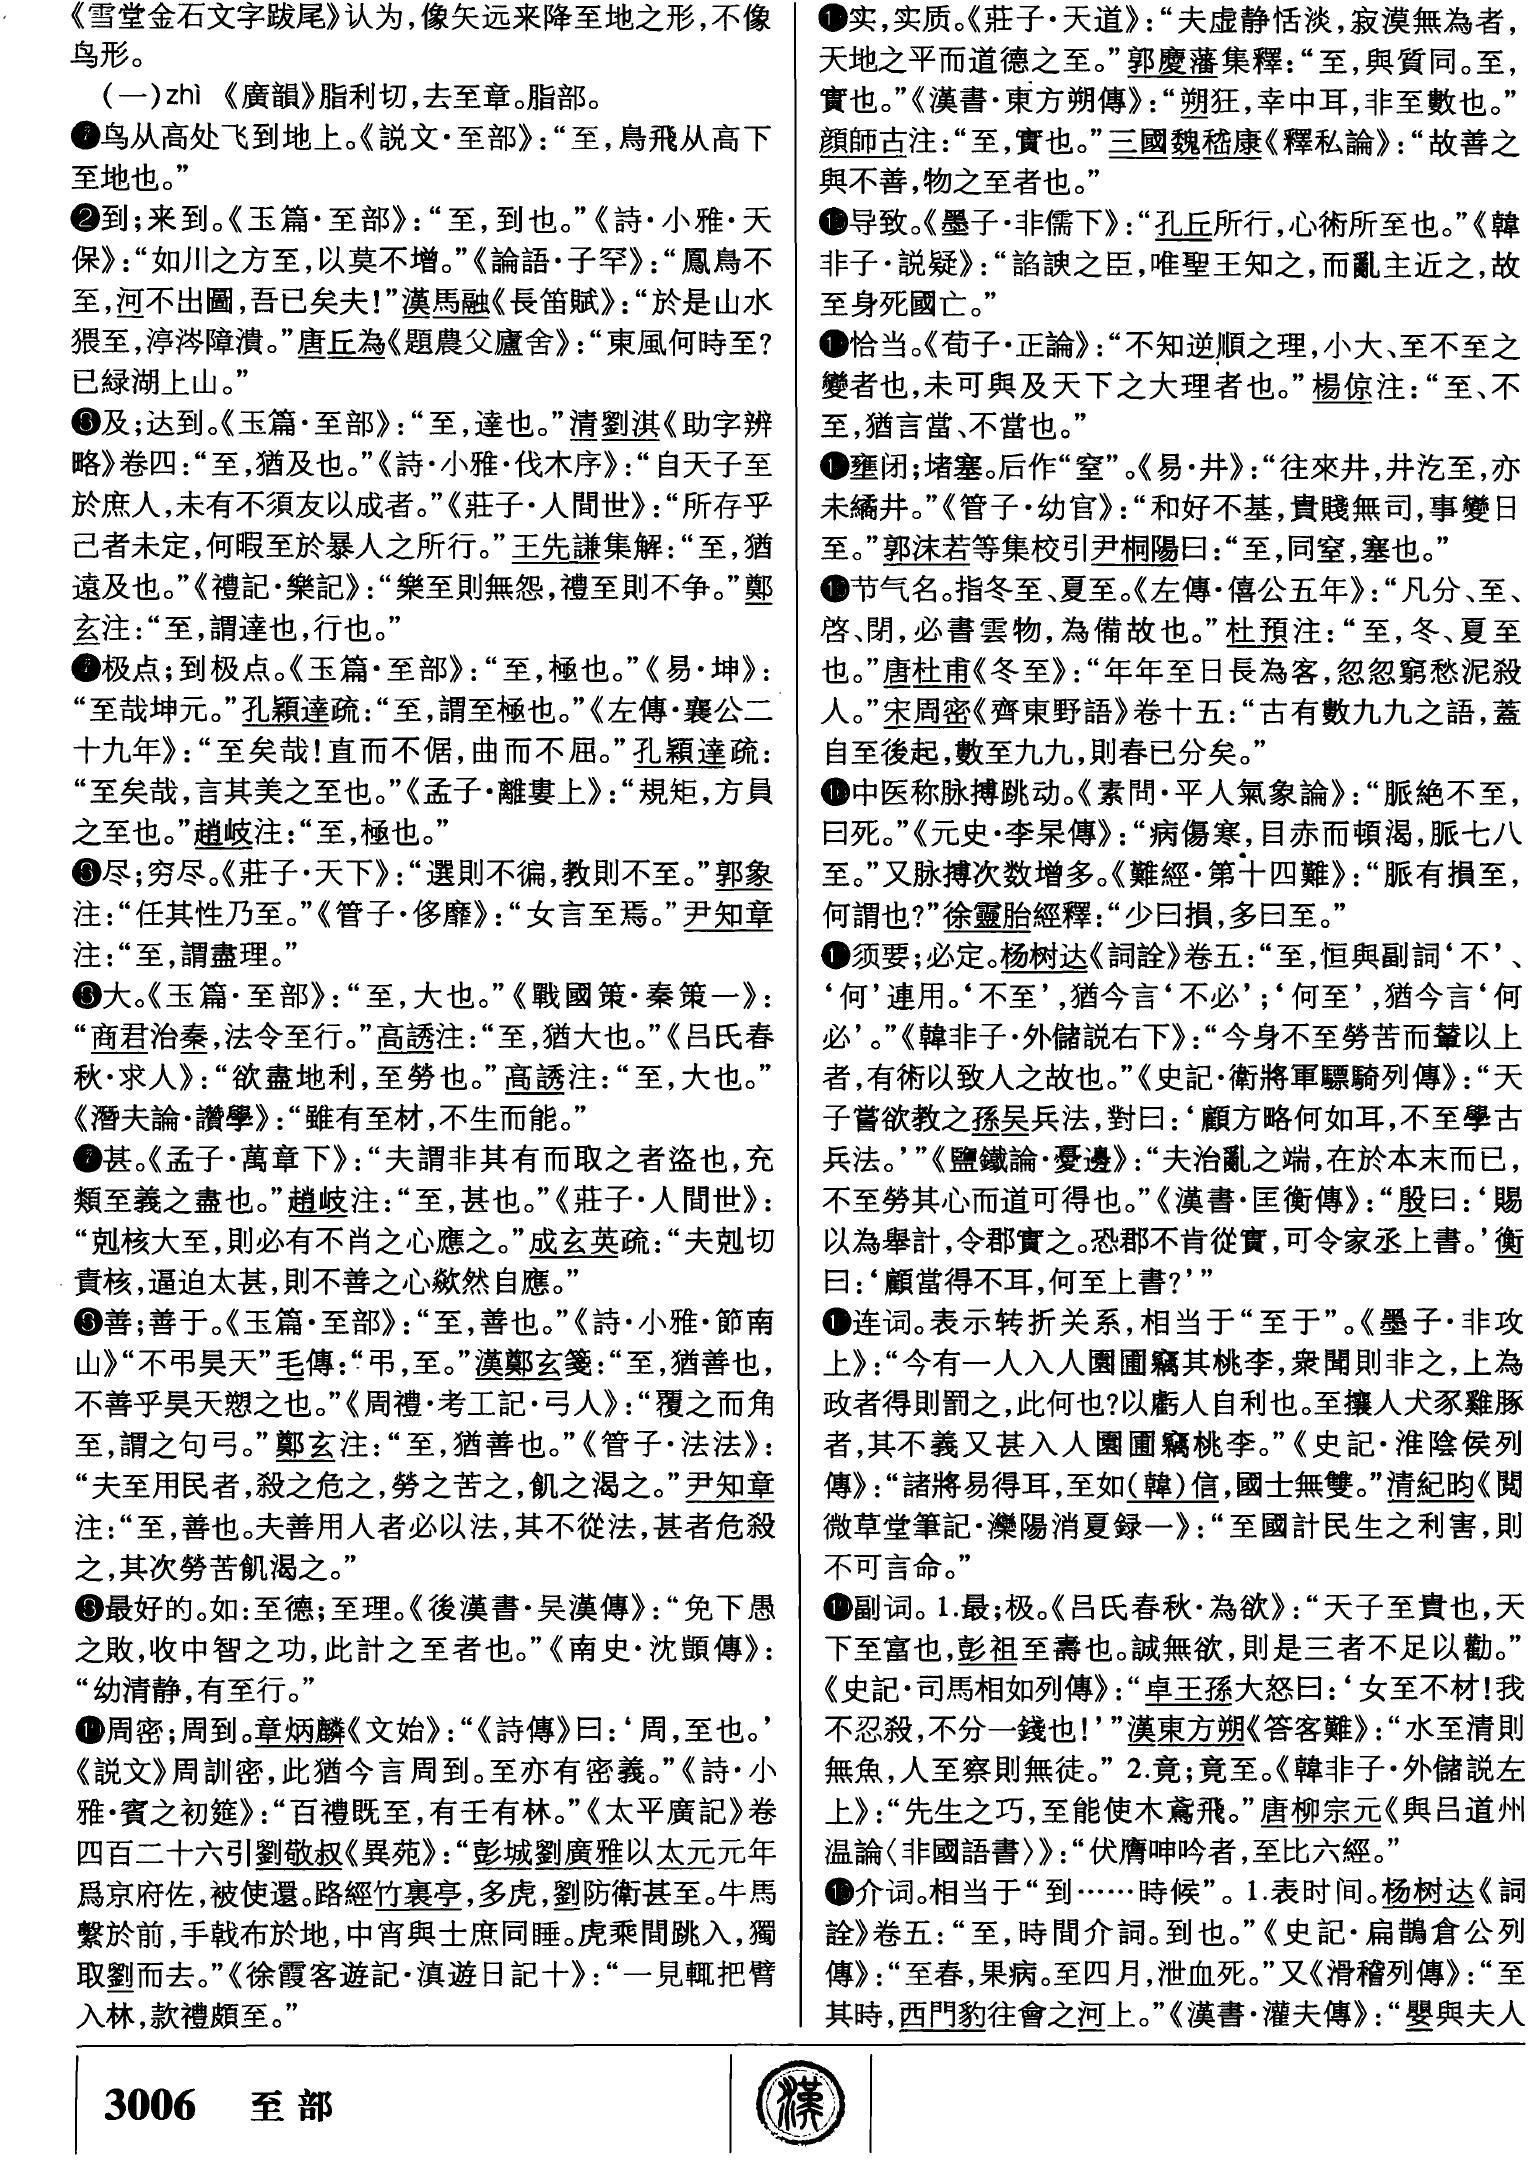 《雪堂金石文字跋尾》认为,像矢远来降至地之形,不像
鸟形。
(一)zhì 《廣韻》脂利切,去至章。脂部。
❶鸟从高处飞到地上。《説文·至部》:“至,鳥飛从高下
至地也。”
❷到;来到。《玉篇·至部》:“至,到也。”《詩·小雅·天
保》:“如川之方至,以莫不增。”《論語·子罕》:“鳳鳥不
至,河不出圖,吾已矣夫!”漢馬融《長笛賦》:“於是山水
猥至,渟涔障潰。”唐丘為《題農父廬舍》:“東風何時至?
已緑湖上山。”
❸及;达到。《玉篇·至部》:“至,達也。”清劉淇《助字辨
略》卷四:“至,猶及也。”《詩·小雅·伐木序》:“自天子至
於庶人,未有不須友以成者。”《莊子·人間世》:“所存乎
己者未定,何暇至於暴人之所行。”王先謙集解:“至,猶
遠及也。”《禮記·樂記》:“樂至則無怨,禮至則不争。”鄭
玄注:“至,謂達也,行也。”
❹极点;到极点。《玉篇·至部》:“至,極也。”《易·坤》:
“至哉坤元。”孔穎達疏:“至,謂至極也。”《左傳·襄公二
十九年》:“至矣哉!直而不倨,曲而不屈。”孔穎達疏:
“至矣哉,言其美之至也。”《孟子·離婁上》:“規矩,方員
之至也。”趙岐注:“至,極也。”
❺尽;穷尽。《莊子·天下》:“選則不徧,教則不至。”郭象
注:“任其性乃至。”《管子·侈靡》:“女言至焉。”尹知章
注:“至,謂盡理。”
❻大。《玉篇·至部》:“至,大也。”《戰國策·秦策一》:
“商君治秦,法令至行。”高誘注:“至,猶大也。”《吕氏春
秋·求人》:“欲盡地利,至勞也。”高誘注:“至,大也。”
《潛夫論·讚學》:“雖有至材,不生而能。”
❼甚。《孟子·萬章下》:“夫謂非其有而取之者盜也,充
類至義之盡也。”趙岐注:“至,甚也。”《莊子·人間世》:
“剋核大至,則必有不肖之心應之。”成玄英疏:“夫剋切
責核,逼迫太甚,則不善之心歘然自應。”
❽善;善于。《玉篇·至部》:“至,善也。”《詩·小雅·節南
山》“不弔昊天”毛傳:“弔,至。”漢鄭玄箋:“至,猶善也,
不善乎昊天愬之也。”《周禮·考工記·弓人》:“覆之而角
至,謂之句弓。”鄭玄注:“至,猶善也。”《管子·法法》:
“夫至用民者,殺之危之,勞之苦之,飢之渴之。”尹知章
注:“至,善也。夫善用人者必以法,其不從法,甚者危殺
之,其次勞苦飢渴之。”
❾最好的。如:至德;至理。《後漢書·吴漢傳》:“免下愚
之敗,收中智之功,此計之至者也。”《南史·沈顗傳》:
“幼清静,有至行。”
❿周密;周到。章炳麟《文始》:“《詩傳》曰:‘周,至也。’
《説文》周訓密,此猶今言周到。至亦有密義。”《詩·小
雅·賓之初筵》:“百禮既至,有壬有林。”《太平廣記》卷
四百二十六引劉敬叔《異苑》:“彭城劉廣雅以太元元年
爲京府佐,被使還。路經竹裏亭,多虎,劉防衛甚至。牛馬
繫於前,手戟布於地,中宵與士庶同睡。虎乘間跳入,獨
取劉而去。”《徐霞客遊記·滇遊日記十》:“一見輒把臂
入林,款禮頗至。”
⓫实,实质。《莊子·天道》:“夫虚静恬淡,寂漠無為者,
天地之平而道德之至。”郭慶藩集釋:“至,與質同。至,
實也。”《漢書·東方朔傳》:“朔狂,幸中耳,非至數也。”
顔師古注:“至,實也。”三國魏嵇康《釋私論》:“故善之
與不善,物之至者也。”
⓬导致。《墨子·非儒下》:“孔丘所行,心術所至也。”《韓
非子·説疑》:“諂諛之臣,唯聖王知之,而亂主近之,故
至身死國亡。”
⓭恰当。《荀子·正論》:“不知逆順之理,小大、至不至之
變者也,未可與及天下之大理者也。”楊倞注:“至、不
至,猶言當、不當也。”
⓮壅闭;堵塞。后作“窒”。《易·井》:“往來井,井汔至,亦
未繘井。”《管子·幼官》:“和好不基,貴賤無司,事變日
至。”郭沫若等集校引尹桐陽曰:“至,同窒,塞也。”
⓯节气名。指冬至、夏至。《左傳·僖公五年》:“凡分、至、
啓、閉,必書雲物,為備故也。”杜預注:“至,冬、夏至
也。”唐杜甫《冬至》:“年年至日長為客,忽忽窮愁泥殺
人。”宋周密《齊東野語》卷十五:“古有數九九之語,蓋
自至後起,數至九九,則春已分矣。”
⓰中医称脉搏跳动。《素問·平人氣象論》:“脈絶不至,
曰死。”《元史·李杲傳》:“病傷寒,目赤而頓渴,脈七八
至。”又脉搏次数增多。《難經·第十四難》:“脈有損至,
何謂也?”徐靈胎經釋:“少曰損,多曰至。”
⓱须要;必定。杨树达《詞詮》卷五:“至,恒與副詞‘不’、
‘何’連用。‘不至’,猶今言‘不必’;‘何至’,猶今言‘何
必’。”《韓非子·外儲説右下》:“今身不至勞苦而輦以上
者,有術以致人之故也。”《史記·衛將軍驃騎列傳》:“天
子嘗欲教之孫吴兵法,對曰:‘顧方略何如耳,不至學古
兵法。’”《鹽鐵論·憂邊》:“夫治亂之端,在於本末而已,
不至勞其心而道可得也。”《漢書·匡衡傳》:“殷曰:‘賜
以為舉計,令郡實之。恐郡不肯從實,可令家丞上書。’衡
曰:‘顧當得不耳,何至上書?’”
⓲连词。表示转折关系,相当于“至于”。《墨子·非攻
上》:“今有一人入人園圃竊其桃李,衆聞則非之,上為
政者得則罰之,此何也?以虧人自利也。至攘人犬豕雞豚
者,其不義又甚入人園圃竊桃李。”《史記·淮陰侯列
傳》:“諸將易得耳,至如(韓)信,國士無雙。”清紀昀《閲
微草堂筆記·灤陽消夏録一》:“至國計民生之利害,則
不可言命。”
⓳副词。1.最;极。《吕氏春秋·為欲》:“天子至貴也,天
下至富也,彭祖至壽也。誠無欲,則是三者不足以勸。”
《史記·司馬相如列傳》:“卓王孫大怒曰:‘女至不材!我
不忍殺,不分一錢也!’”漢東方朔《答客難》:“水至清則
無魚,人至察則無徒。” 2.竟;竟至。《韓非子·外儲説左
上》:“先生之巧,至能使木鳶飛。”唐柳宗元《與吕道州
温論〈非國語書〉》:“伏膺呻吟者,至比六經。”
⓴介词。相当于“到……時候”。1.表时间。杨树达《詞
詮》卷五:“至,時間介詞。到也。”《史記·扁鵲倉公列
傳》:“至春,果病。至四月,泄血死。”又《滑稽列傳》:“至
其時,西門豹往會之河上。”《漢書·灌夫傳》:“嬰與夫人
3006 至部
漢